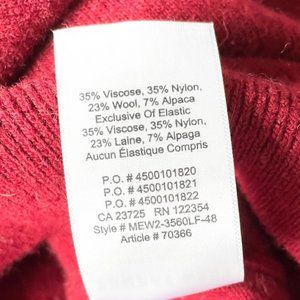 35% Viscose, 35% Nylon,
23% Wool, 7% Alpaca
Exclusive Of Elastic
35% Viscose, 35% Nylon,
23% Laine, 7% Alpaga
Aucun Élastique Compris
P.O. # 4500101820
P.O. # 4500101821
P.O. # 4500101822
CA 23725 RN 122354
Style # MEW2-3560LF-48
Article # 70366